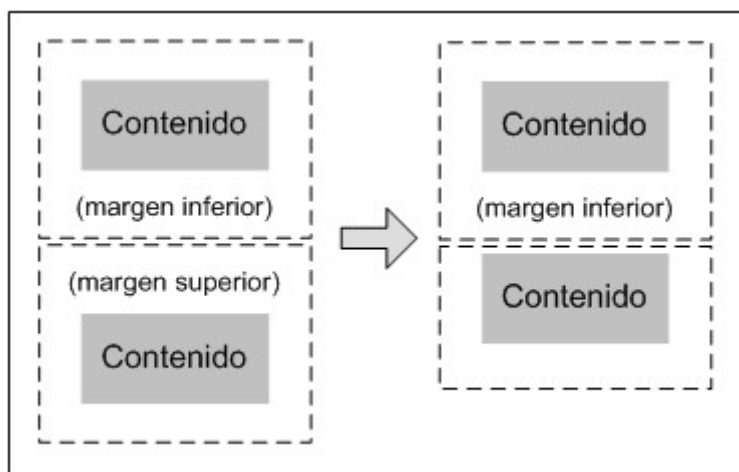 Contenido
(margen inferior)
(margen superior)
Contenido
Contenido
(margen inferior)
Contenido